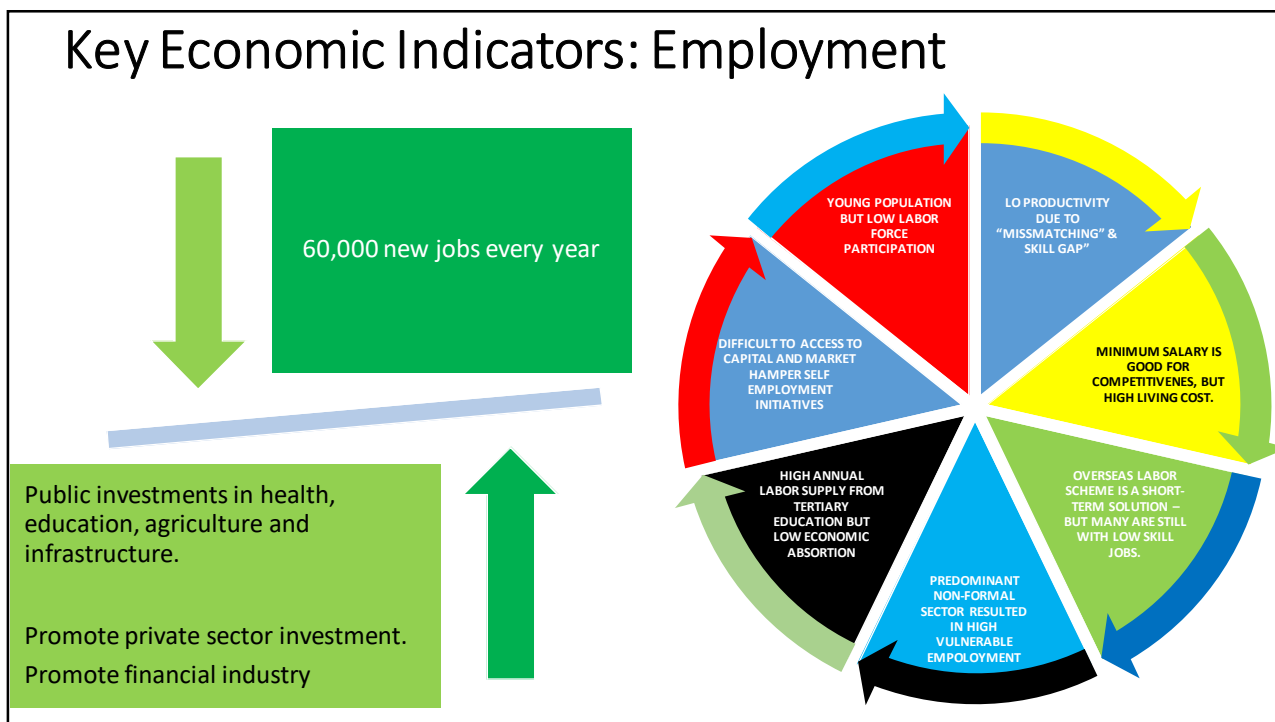 Key Economic Indicators: Employment
60,000 new jobs every year
Public investments in health,
education, agriculture and
infrastructure.
Promote private sector investment.
Promote financial industry
YOUNG POPULATION
BUT LOW LABOR
FORCE
PARTICIPATION
LO PRODUCTIVITY
DUE TO
“MISSMATCHING” &
SKILL GAP”
MINIMUM SALARY IS
GOOD FOR
COMPETITIVENES, BUT
HIGH LIVING COST.
OVERSEAS LABOR
SCHEME IS A SHORT-
TERM SOLUTION –
BUT MANY ARE STILL
WITH LOW SKILL
JOBS.
PREDOMINANT
NON-FORMAL
SECTOR RESULTED
IN HIGH
VULNERABLE
EMPOLOYMENT
HIGH ANNUAL
LABOR SUPPLY FROM
TERTIARY
EDUCATION BUT
LOW ECONOMIC
ABSORTION
DIFFICULT TO ACCESS TO
CAPITAL AND MARKET
HAMPER SELF
EMPLOYMENT
INITIATIVES